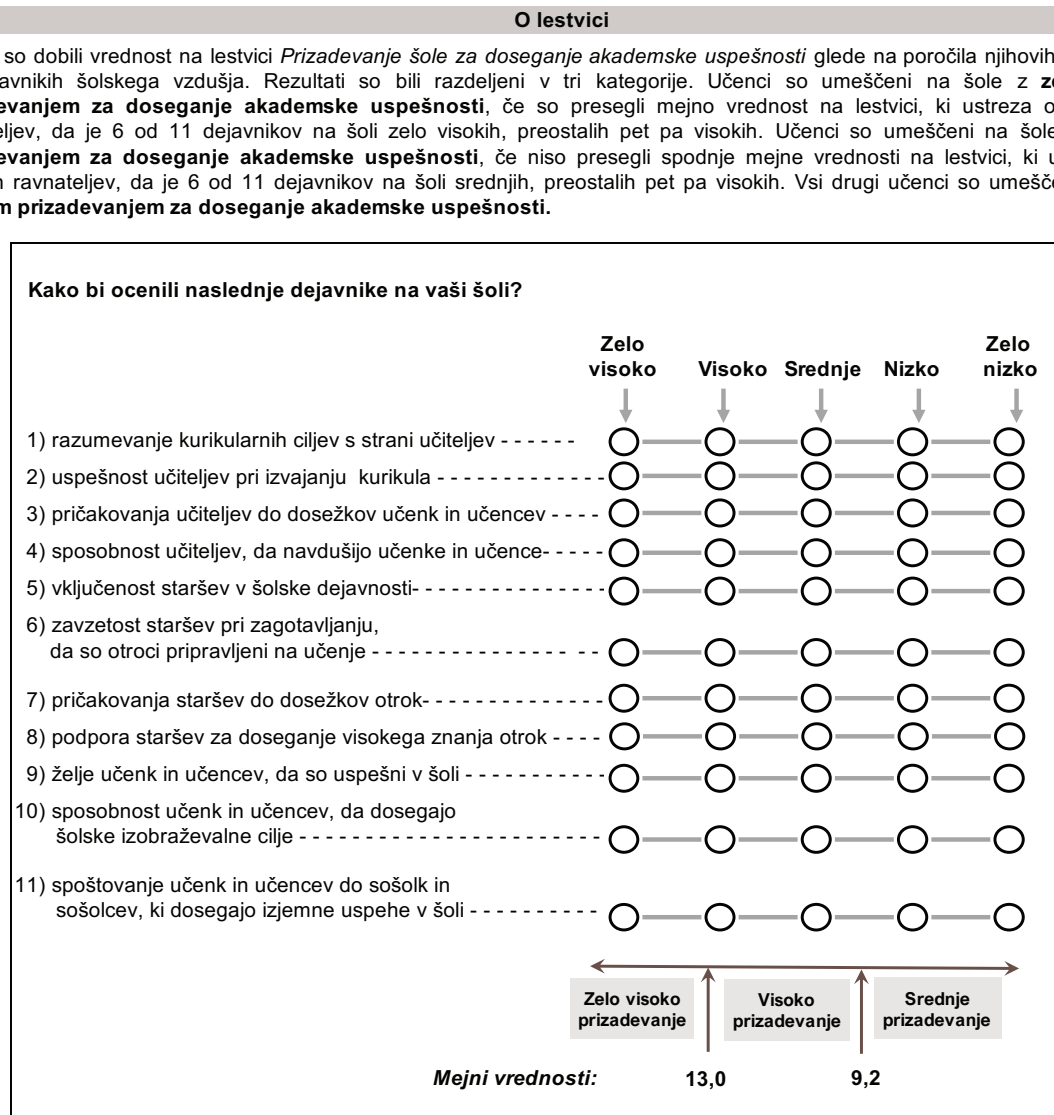 O lestvici
so dobili vrednost na lestvici Prizadevanje šole za doseganje akademske uspešnosti glede na poročila njihovih
šolskega vzdušja. Rezultati so bili razdeljeni v tri kategorije. Učenci so umeščeni na šole z
za doseganje akademske uspešnosti, če so presegli mejno vrednost na lestvici, ki ustreza
da je 6 od 11 dejavnikov na šoli zelo visokih, preostalih pet pa visokih. Učenci so umeščeni na šole
za doseganje akademske uspešnosti, če niso presegli spodnje mejne vrednosti na lestvici, ki
ravnateljev, da je 6 od 11 dejavnikov na šoli srednjih, preostalih pet pa visokih. Vsi drugi učenci so
prizadevanjem za doseganje akademske uspešnosti.
Kako bi ocenili naslednje dejavnike na vaši šoli?
Zelo visoko Visoko Srednje Nizko Zelo nizko
1) razumevanje kurikularnih ciljev s strani učiteljev - - - - - -
2) uspešnost učiteljev pri izvajanju kurikula - - - - - - - - - - - - -
3) pričakovanja učiteljev do dosežkov učenk in učencev - - - -
4) sposobnost učiteljev, da navdušijo učenke in učence- - - - -
5) vključenost staršev v šolske dejavnosti- - - - - - - - - - - - - -
6) zavzetost staršev pri zagotavljanju,
da so otroci pripravljeni na učenje - - - - - - - - - - - - - - - - -
7) pričakovanja staršev do dosežkov otrok- - - - - - - - - - - - - -
8) podpora staršev za doseganje visokega znanja otrok - - - -
9) želje učenk in učencev, da so uspešni v šoli - - - - - - - - - - -
10) sposobnost učenk in učencev, da dosegajo
šolske izobraževalne cilje - - - - - - - - - - - - - - - - - - - - - - - -
11) spoštovanje učenk in učencev do sošolk in
sošolcev, ki dosegajo izjemne uspehe v šoli - - - - - - - - - -
Zelo visoko prizadevanje
Visoko prizadevanje
Srednje prizadevanje
Mejni vrednosti: 13,0 9,2